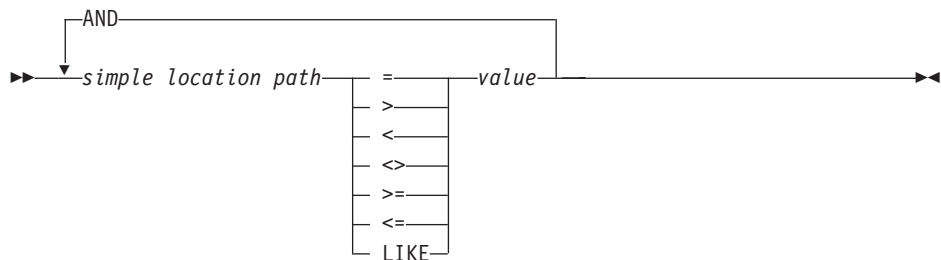 AND
simple location path = value
>
<
<>
>=
<=
LIKE